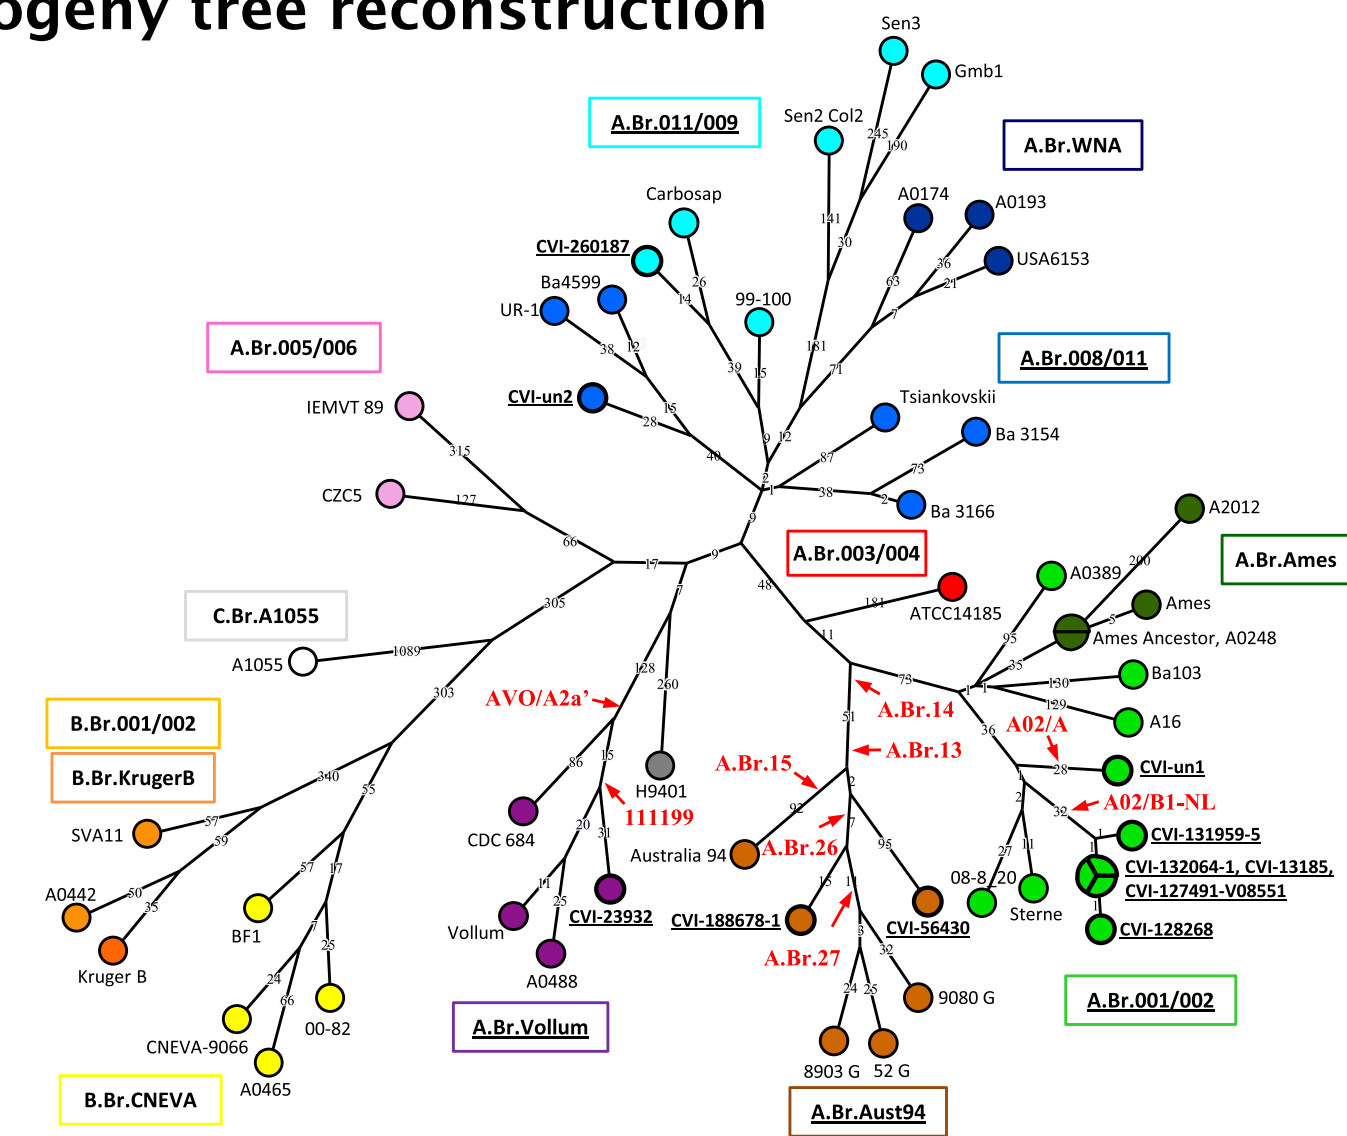 ogeny tree reconstruction
Sen3
Gmb1
A.Br.011/009
Sen2 Col2
245
190
A.Br.WNA
Carbosap
A0174
A0193
141
30
CVI-260187
USA6153
26
36
Ba4599
14
63
21
UR-1
99-100
7
A.Br.005/006
38
12
181
A.Br.008/011
39
15
71
IEMVT 89
CVI-un2
15
Tsiankovskii
28
9
12
Ba 3154
315
40
87
73
CZC5
127
2
1
38
2
Ba 3166
A2012
9
66
A.Br.003/004
17
9
A.Br.Ames
200
48
A0389
7
181
ATCC14185
Ames
305
5
C.Br.A1055
11
95
Ames Ancestor, A0248
A1055
1089
35
128
Ba103
73
1
1
130
260
303
AVO/A2a’
129
B.Br.001/002
A.Br.14
51
A02/A
A16
36
A.Br.13
15
86
A.Br.15
28
CVI-un1
B.Br.KrugerB
340
1
H9401
2
55
2
A02/B1-NL
92
32
111199
57
SVA11
20
31
7
1
CVI-131959-5
59
CDC 684
A.Br.26
95
27
11
1
Australia 94
57
17
CVI-132064-1, CVI-13185,
50
11
15
11
08-8_20
CVI-127491-V08551
A0442
35
25
1
BF1
CVI-23932
CVI-188678-1
Sterne
7
Vollum
3
CVI-56430
CVI-128268
25
32
A.Br.27
Kruger B
24
A0488
24
25
66
9080 G
A.Br.001/002
00-82
A.Br.Vollum
CNEVA-9066
8903 G
52 G
A0465
B.Br.CNEVA
A.Br.Aust94